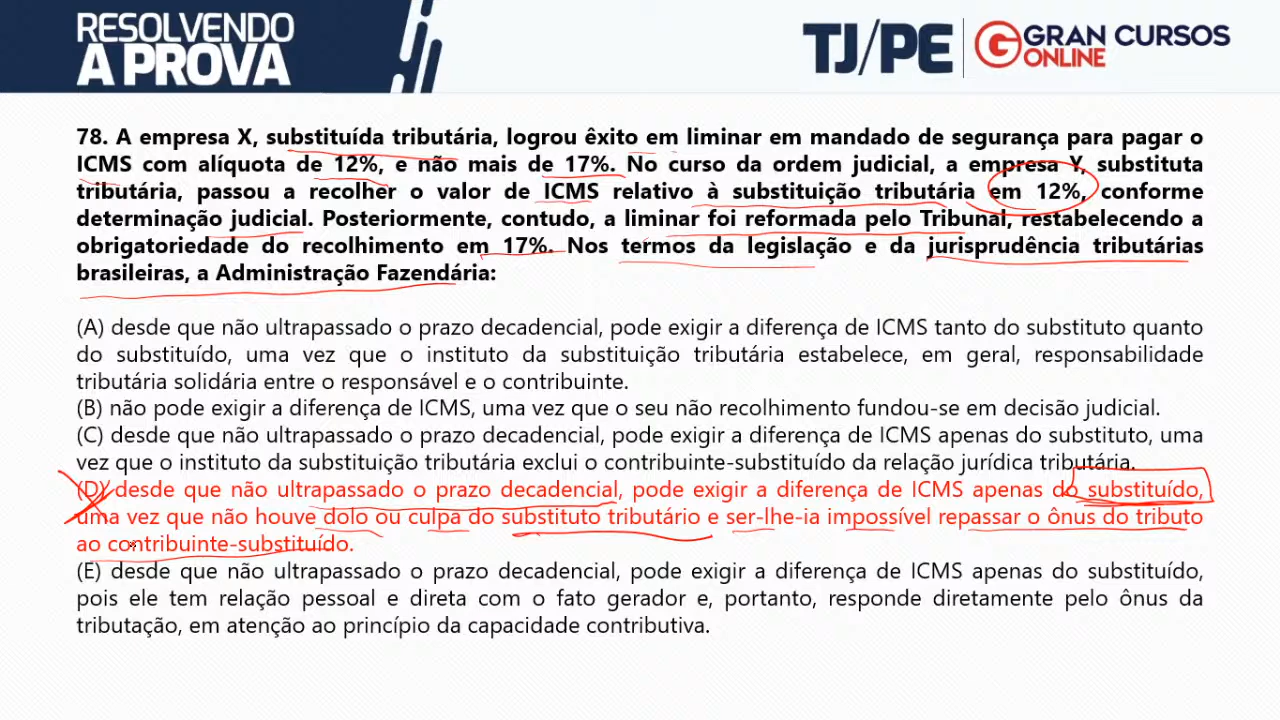 RESOLVENDO
A PROVA
TJ/PE
GRAN CURSOS
ONLINE
78. A empresa X, substituída tributária, logrou êxito em liminar em mandado de segurança para pagar o
ICMS com alíquota de 12%, e não mais de 17%. No curso da ordem judicial, a empresa Y, substituta
tributária, passou a recolher o valor de ICMS relativo à substituição tributária em 12%, conforme
determinação judicial. Posteriormente, contudo, a liminar foi reformada pelo Tribunal, restabelecendo a
obrigatoriedade do recolhimento em 17%. Nos termos da legislação e da jurisprudência tributárias
brasileiras, a Administração Fazendária:
(A) desde que não ultrapassado o prazo decadencial, pode exigir a diferença de ICMS tanto do substituto quanto
do substituído, uma vez que o instituto da substituição tributária estabelece, em geral, responsabilidade
tributária solidária entre o responsável e o contribuinte.
(B) não pode exigir a diferença de ICMS, uma vez que o seu não recolhimento fundou-se em decisão judicial.
(C) desde que não ultrapassado o prazo decadencial, pode exigir a diferença de ICMS apenas do substituto, uma
vez que o instituto da substituição tributária exclui o contribuinte-substituído da relação jurídica tributária.
(D) desde que não ultrapassado o prazo decadencial, pode exigir a diferença de ICMS apenas do substituído,
uma vez que não houve dolo ou culpa do substituto tributário e ser-lhe-ia impossível repassar o ônus do tributo
ao contribuinte-substituído.
(E) desde que não ultrapassado o prazo decadencial, pode exigir a diferença de ICMS apenas do substituído,
pois ele tem relação pessoal e direta com o fato gerador e, portanto, responde diretamente pelo ônus da
tributação, em atenção ao princípio da capacidade contributiva.